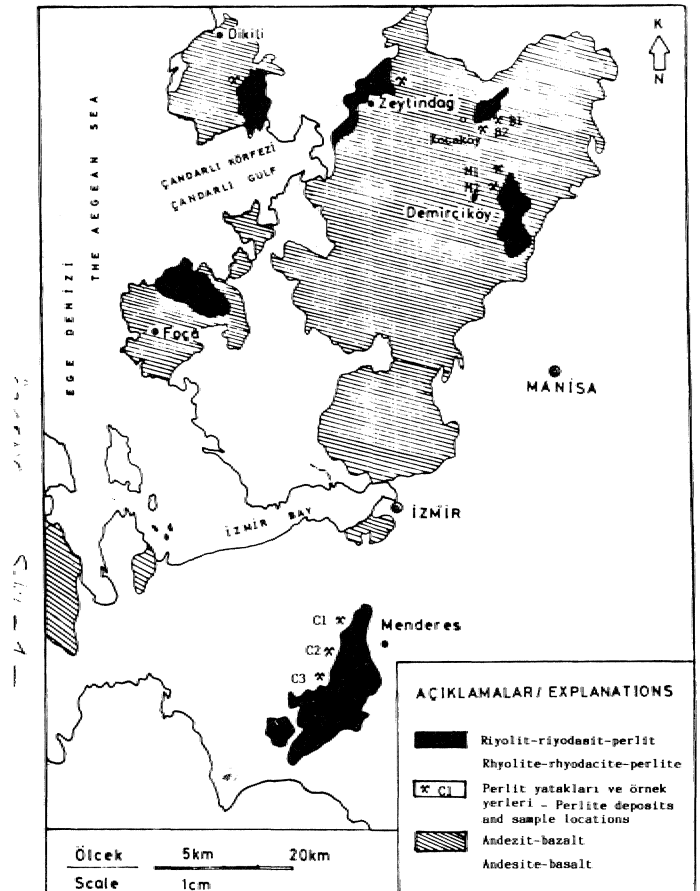 K
N
Dikili
Zeytindağ
B1
B2
Kocaköy
ÇANDARLI KÖRFEZİ
ÇANDARLI GULF
M1
M2
Demirciköy
THE AEGEAN SEA
EGE DENİZİ
Foça
MANİSA
İZMİR BAY
İZMİR
C1
Menderes
C2
C3
AÇIKLAMALAR/ EXPLANATIONS
Riyolit-riyodasit-perlit
Rhyolite-rhyodacite-perlite
C1 Perlit yatakları ve örnek
yerleri - Perlite deposits
and sample locations
Andezit-bazalt
Andesite-basalt
Ölcek 5km 20km
Scale 1cm